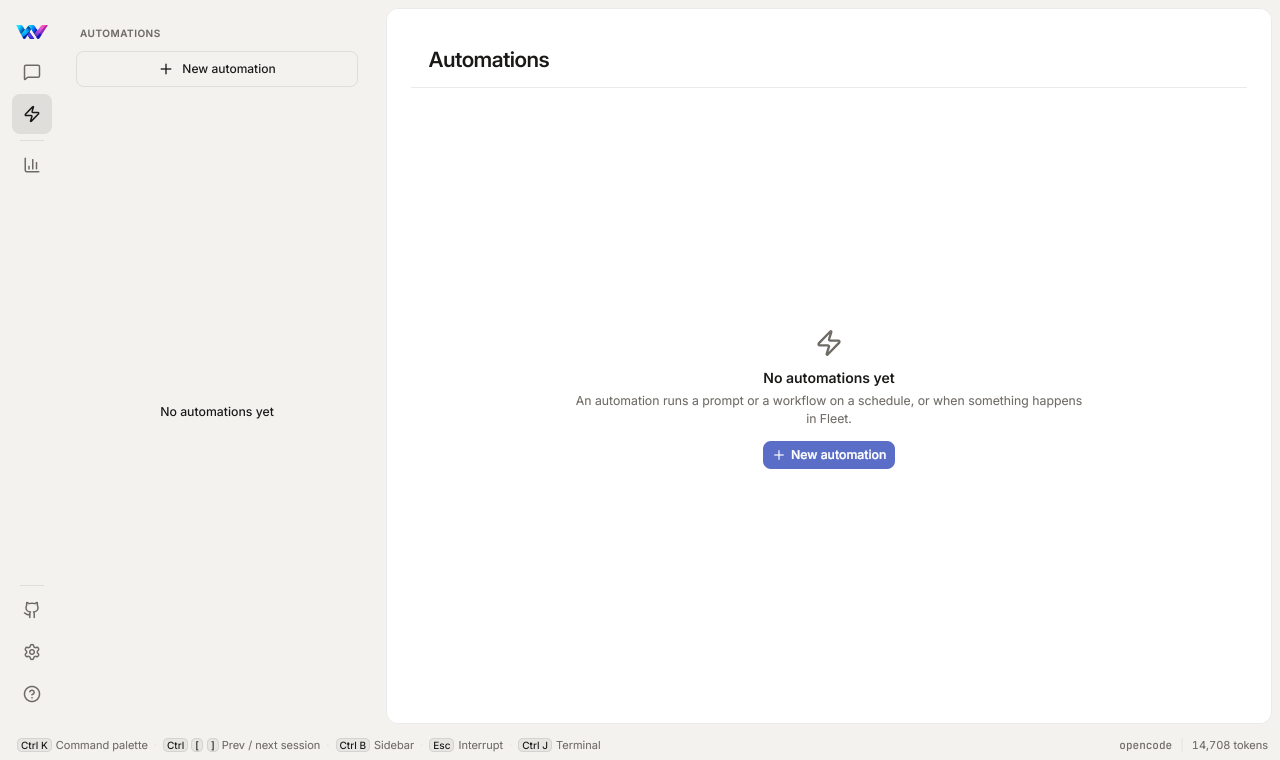 AUTOMATIONS
New automation
No automations yet
Automations
No automations yet
An automation runs a prompt or a workflow on a schedule, or when something happens
in Fleet.
New automation
Ctrl K Command palette Ctrl [ ] Prev / next session Ctrl B Sidebar Esc Interrupt Ctrl J Terminal
opencode 14,708 tokens